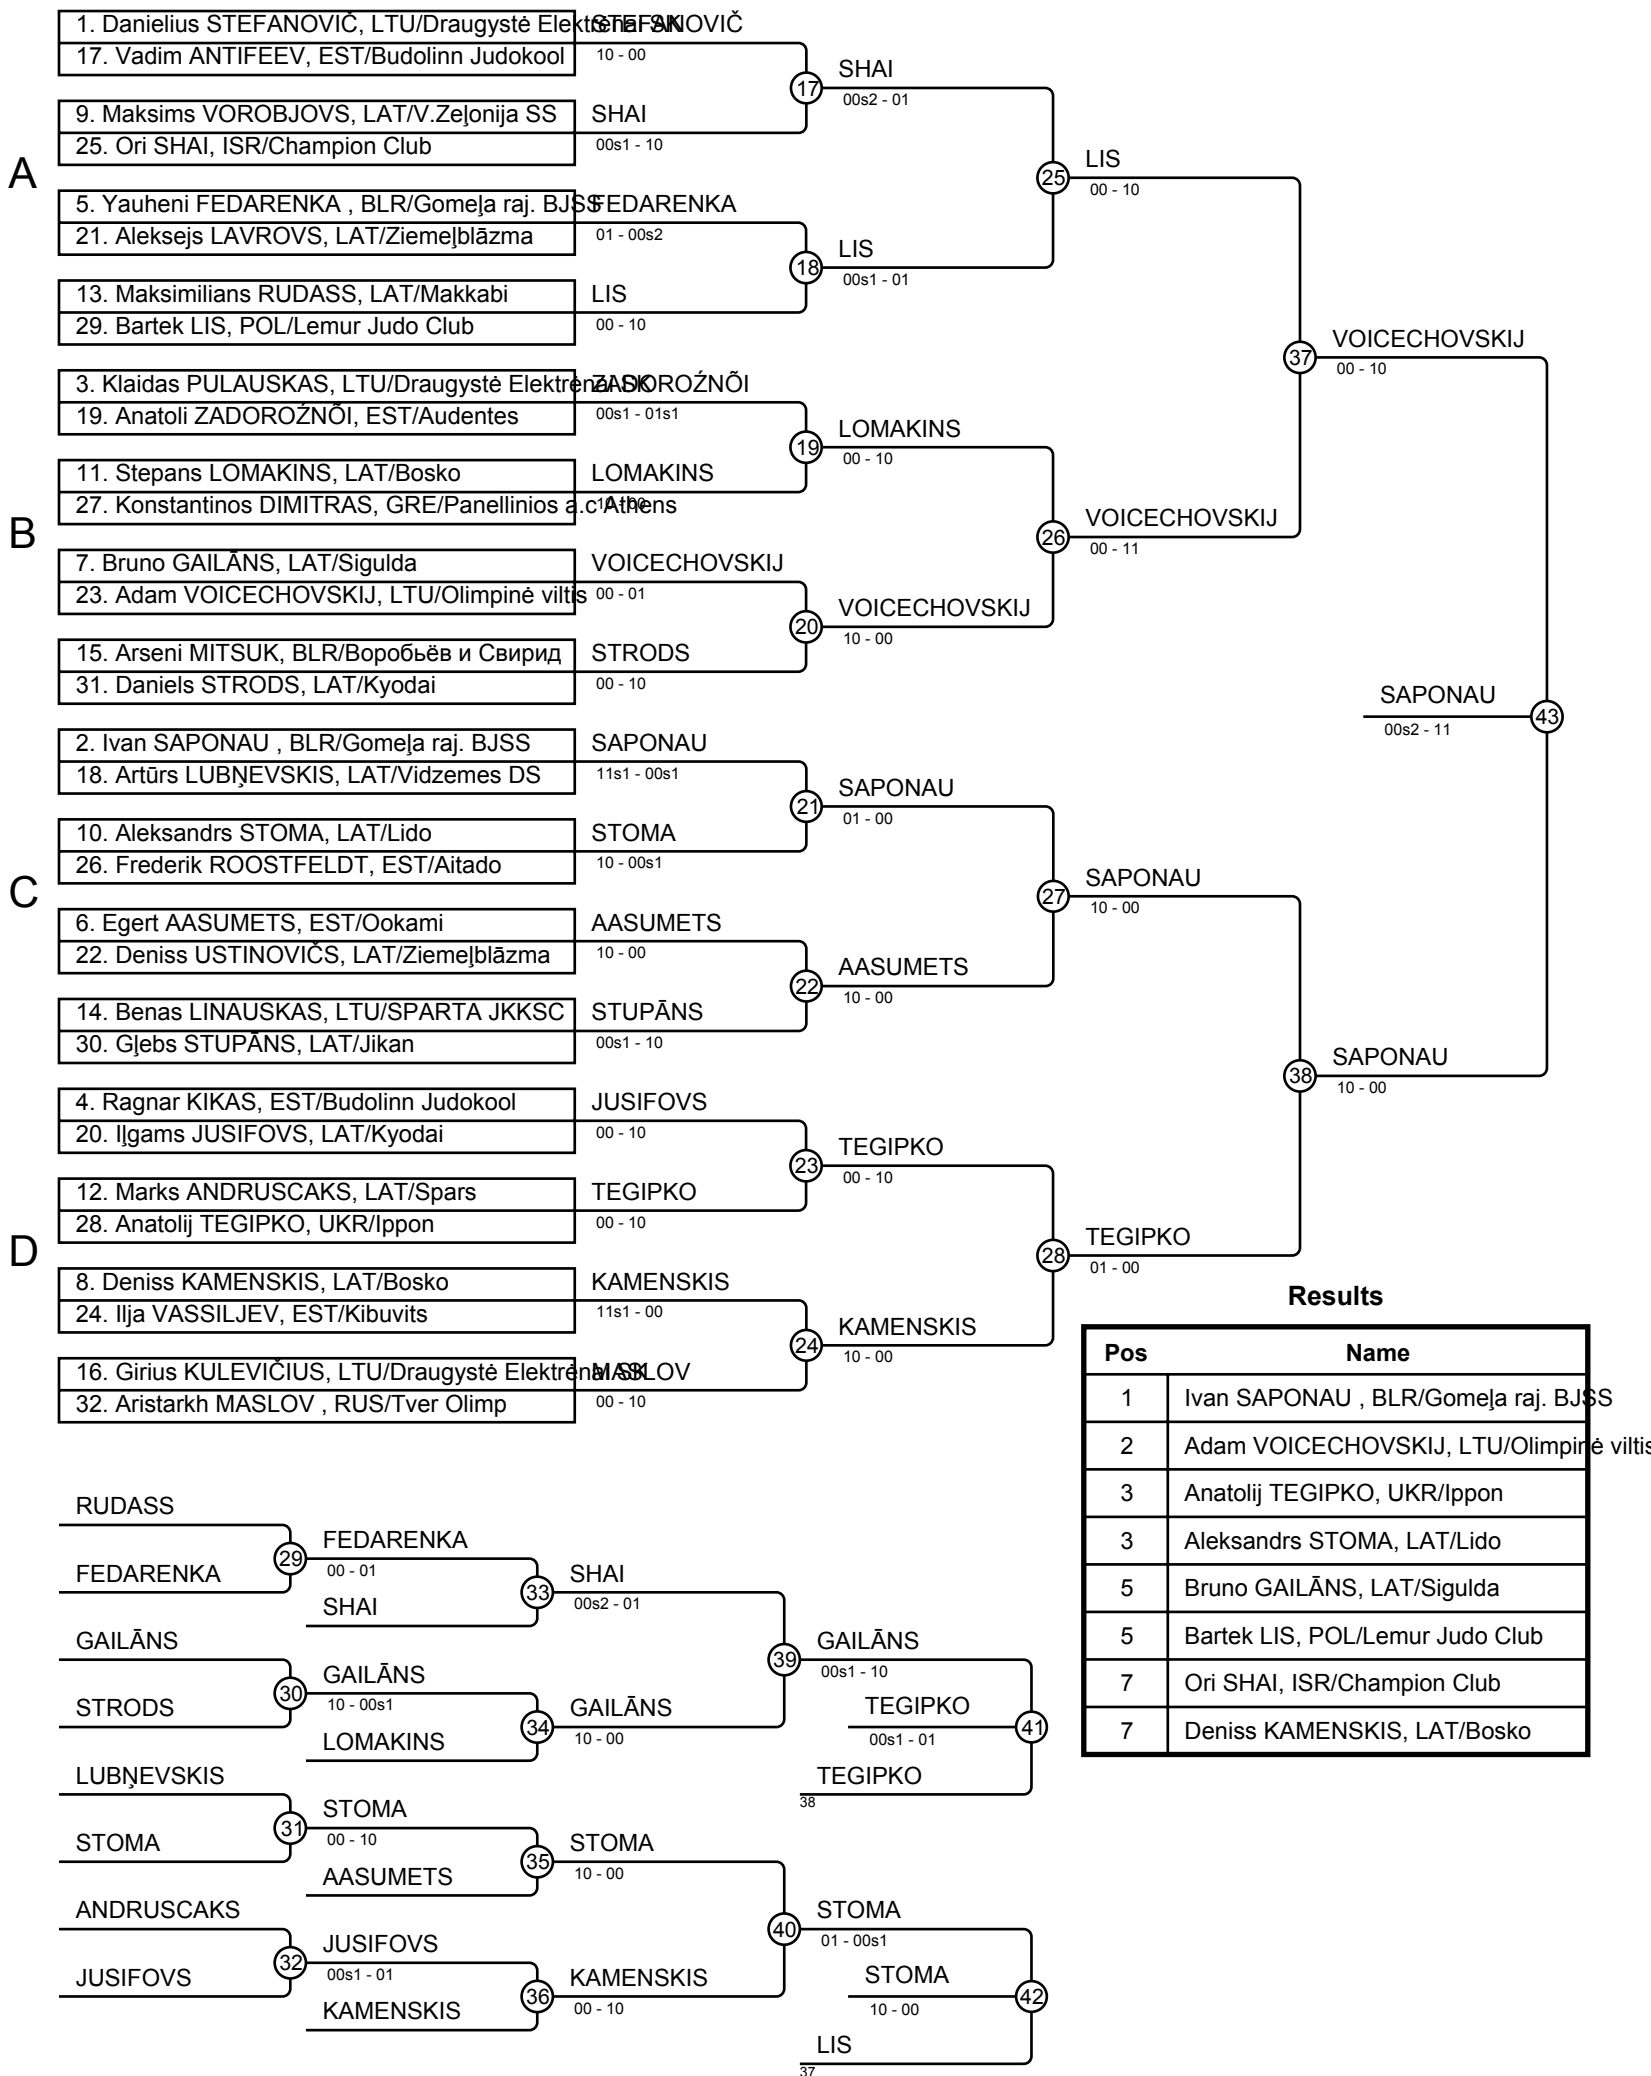 1. Danielius STEFANOVIČ, LTU/Draugystė Elektrėnai SK
STEFANOVIČ
17. Vadim ANTIFEEV, EST/Budolinn Judokool
10 - 00
17
SHAI
00s2 - 01
9. Maksims VOROBJOVS, LAT/V.Zeļonija SS
SHAI
25. Ori SHAI, ISR/Champion Club
00s1 - 10
A
25
LIS
00 - 10
5. Yauheni FEDARENKA , BLR/Gomeļa raj. BJSS
FEDARENKA
21. Aleksejs LAVROVS, LAT/Ziemeļblāzma
01 - 00s2
18
LIS
00s1 - 01
13. Maksimilians RUDASS, LAT/Makkabi
LIS
29. Bartek LIS, POL/Lemur Judo Club
00 - 10
37
VOICECHOVSKIJ
00 - 10
3. Klaidas PULAUSKAS, LTU/Draugystė Elektrėnai SK
ZADOROŹNÕI
19. Anatoli ZADOROŹNÕI, EST/Audentes
00s1 - 01s1
19
LOMAKINS
00 - 10
11. Stepans LOMAKINS, LAT/Bosko
LOMAKINS
27. Konstantinos DIMITRAS, GRE/Panellinios a.c Athens
10 - 00
B
26
VOICECHOVSKIJ
00 - 11
7. Bruno GAILĀNS, LAT/Sigulda
VOICECHOVSKIJ
23. Adam VOICECHOVSKIJ, LTU/Olimpinė viltis
00 - 01
20
VOICECHOVSKIJ
10 - 00
15. Arseni MITSUK, BLR/Воробьёв и Свирид
STRODS
31. Daniels STRODS, LAT/Kyodai
00 - 10
SAPONAU
43
00s2 - 11
2. Ivan SAPONAU , BLR/Gomeļa raj. BJSS
SAPONAU
18. Artūrs LUBŅEVSKIS, LAT/Vidzemes DS
11s1 - 00s1
21
SAPONAU
01 - 00
10. Aleksandrs STOMA, LAT/Lido
STOMA
26. Frederik ROOSTFELDT, EST/Aitado
10 - 00s1
C
27
SAPONAU
10 - 00
6. Egert AASUMETS, EST/Ookami
AASUMETS
22. Deniss USTINOVIČS, LAT/Ziemeļblāzma
10 - 00
22
AASUMETS
10 - 00
14. Benas LINAUSKAS, LTU/SPARTA JKKSC
STUPĀNS
30. Gļebs STUPĀNS, LAT/Jikan
00s1 - 10
38
SAPONAU
10 - 00
4. Ragnar KIKAS, EST/Budolinn Judokool
JUSIFOVS
20. Iļgams JUSIFOVS, LAT/Kyodai
00 - 10
23
TEGIPKO
00 - 10
12. Marks ANDRUSCAKS, LAT/Spars
TEGIPKO
28. Anatolij TEGIPKO, UKR/Ippon
00 - 10
D
28
TEGIPKO
01 - 00
8. Deniss KAMENSKIS, LAT/Bosko
KAMENSKIS
24. Ilja VASSILJEV, EST/Kibuvits
11s1 - 00
24
KAMENSKIS
10 - 00
16. Girius KULEVIČIUS, LTU/Draugystė Elektrėnai SK
MASLOV
32. Aristarkh MASLOV , RUS/Tver Olimp
00 - 10
Results
Pos Name
1 Ivan SAPONAU , BLR/Gomeļa raj. BJSS
2 Adam VOICECHOVSKIJ, LTU/Olimpinė viltis
3 Anatolij TEGIPKO, UKR/Ippon
3 Aleksandrs STOMA, LAT/Lido
5 Bruno GAILĀNS, LAT/Sigulda
5 Bartek LIS, POL/Lemur Judo Club
7 Ori SHAI, ISR/Champion Club
7 Deniss KAMENSKIS, LAT/Bosko
RUDASS
FEDARENKA
29
FEDARENKA
00 - 01
SHAI
33
SHAI
00s2 - 01
GAILĀNS
STRODS
30
GAILĀNS
10 - 00s1
LOMAKINS
34
GAILĀNS
10 - 00
39
GAILĀNS
00s1 - 10
TEGIPKO
41
00s1 - 01
TEGIPKO
38
LUBŅEVSKIS
STOMA
31
STOMA
00 - 10
AASUMETS
35
STOMA
10 - 00
ANDRUSCAKS
JUSIFOVS
32
JUSIFOVS
00s1 - 01
KAMENSKIS
36
KAMENSKIS
00 - 10
40
STOMA
01 - 00s1
STOMA
42
10 - 00
LIS
37